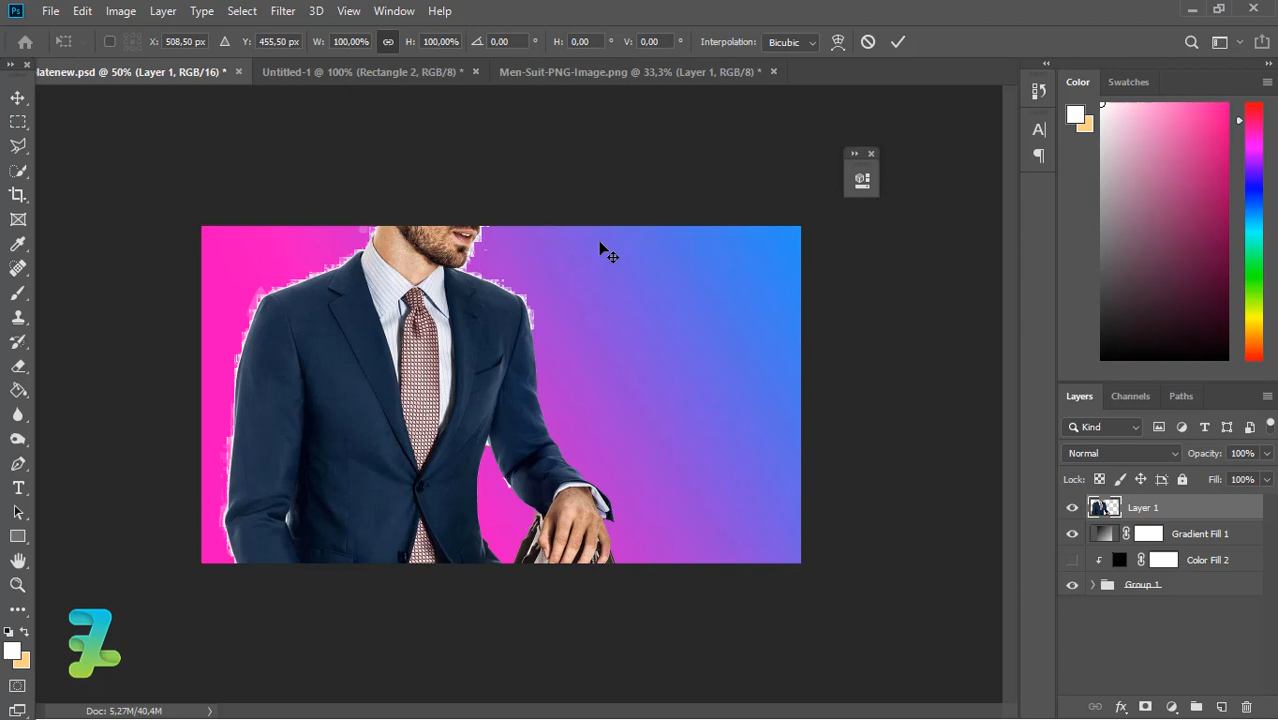 Ps File Edit Image Layer Type Select Filter 3D View Window Help
X: 508,50 px Y: 455,50 px W: 100,00% H: 100,00% 0,00 ° H: 0,00 ° V: 0,00 ° Interpolation: Bicubic
latenew.psd @ 50% (Layer 1, RGB/16) * Untitled-1 @ 100% (Rectangle 2, RGB/8) * Men-Suit-PNG-Image.png @ 33,3% (Layer 1, RGB/8) *
Color Swatches
Layers Channels Paths
Kind
Normal Opacity: 100%
Lock: Fill: 100%
Layer 1
Gradient Fill 1
Color Fill 2
Group 1
Doc: 5,27M/40,4M